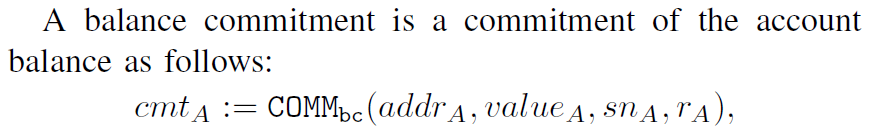 A balance commitment is a commitment of the account
balance as follows:
cmt_A := COMM_bc(addr_A, value_A, sn_A, r_A),